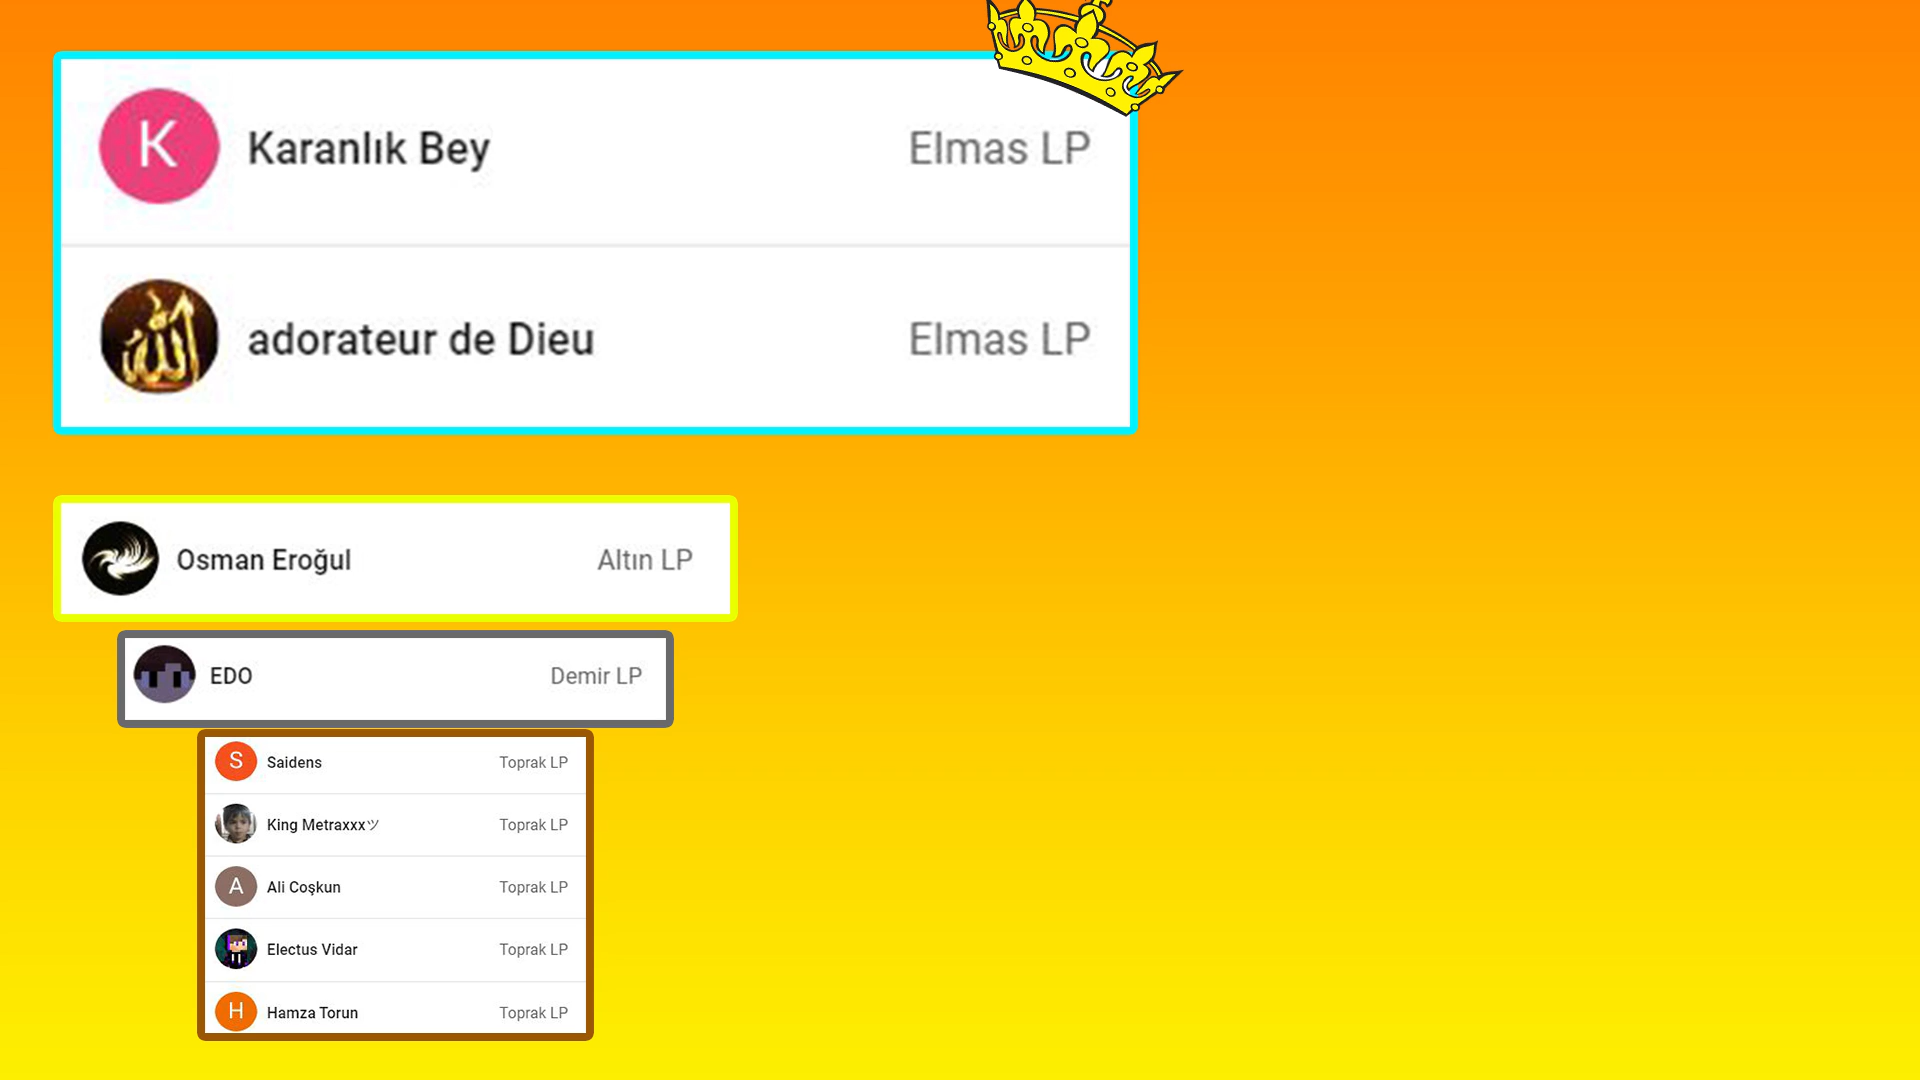 K Karanlık Bey Elmas LP
الله adorateur de Dieu Elmas LP
Osman Eroğul Altın LP
EDO Demir LP
S Saidens Toprak LP
King Metraxxxツ Toprak LP
A Ali Coşkun Toprak LP
Electus Vidar Toprak LP
H Hamza Torun Toprak LP